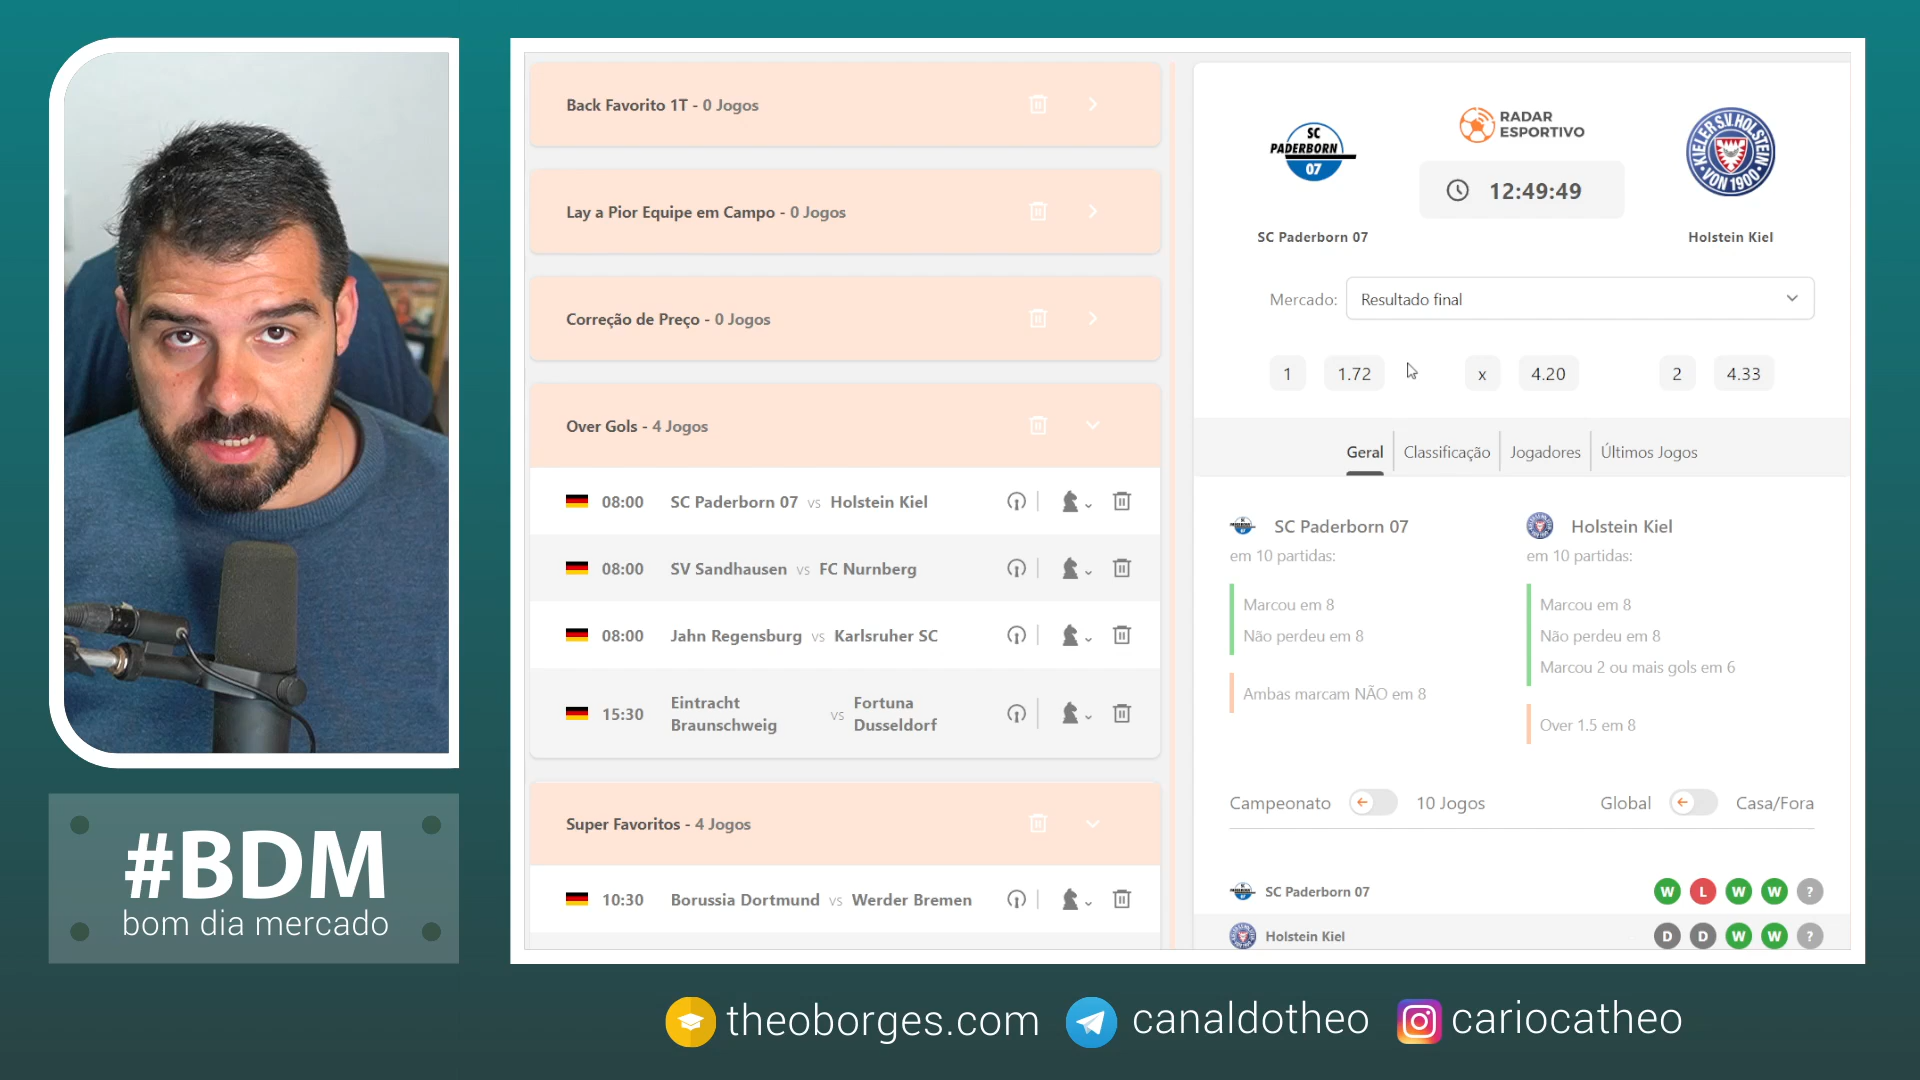 Back Favorito 1T - 0 Jogos
Lay a Pior Equipe em Campo - 0 Jogos
Correção de Preço - 0 Jogos
Over Gols - 4 Jogos
08:00 SC Paderborn 07 vs Holstein Kiel
08:00 SV Sandhausen vs FC Nurnberg
08:00 Jahn Regensburg vs Karlsruher SC
15:30 Eintracht Braunschweig vs Fortuna Dusseldorf
Super Favoritos - 4 Jogos
10:30 Borussia Dortmund vs Werder Bremen
SC
PADERBORN
07
RADAR
ESPORTIVO
KIELER S.V. HOLSTEIN
VON 1900
12:49:49
SC Paderborn 07
Holstein Kiel
Mercado: Resultado final
1 1.72 x 4.20 2 4.33
Geral Classificação Jogadores Últimos Jogos
SC Paderborn 07
em 10 partidas:
Marcou em 8
Não perdeu em 8
Ambas marcam NÃO em 8
Holstein Kiel
em 10 partidas:
Marcou em 8
Não perdeu em 8
Marcou 2 ou mais gols em 6
Over 1.5 em 8
Campeonato 10 Jogos Global Casa/Fora
SC Paderborn 07 W L W W ?
Holstein Kiel D D W W ?
#BDM
bom dia mercado
theoborges.com canaldotheo cariocatheo